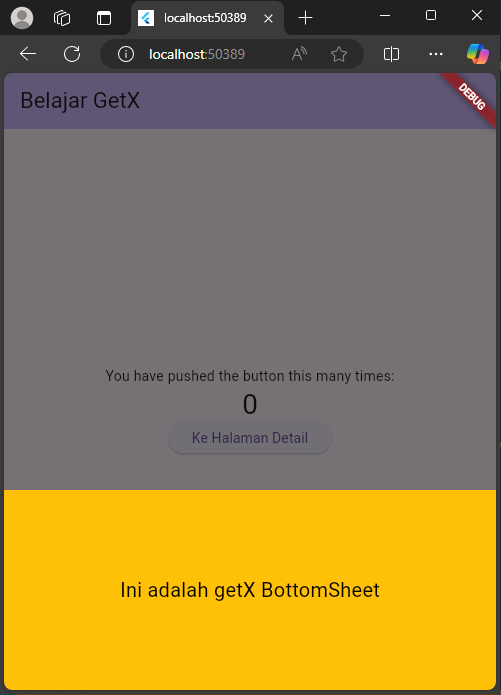 localhost:50389
localhost:50389
Belajar GetX
DEBUG
You have pushed the button this many times:
0
Ke Halaman Detail
Ini adalah getX BottomSheet